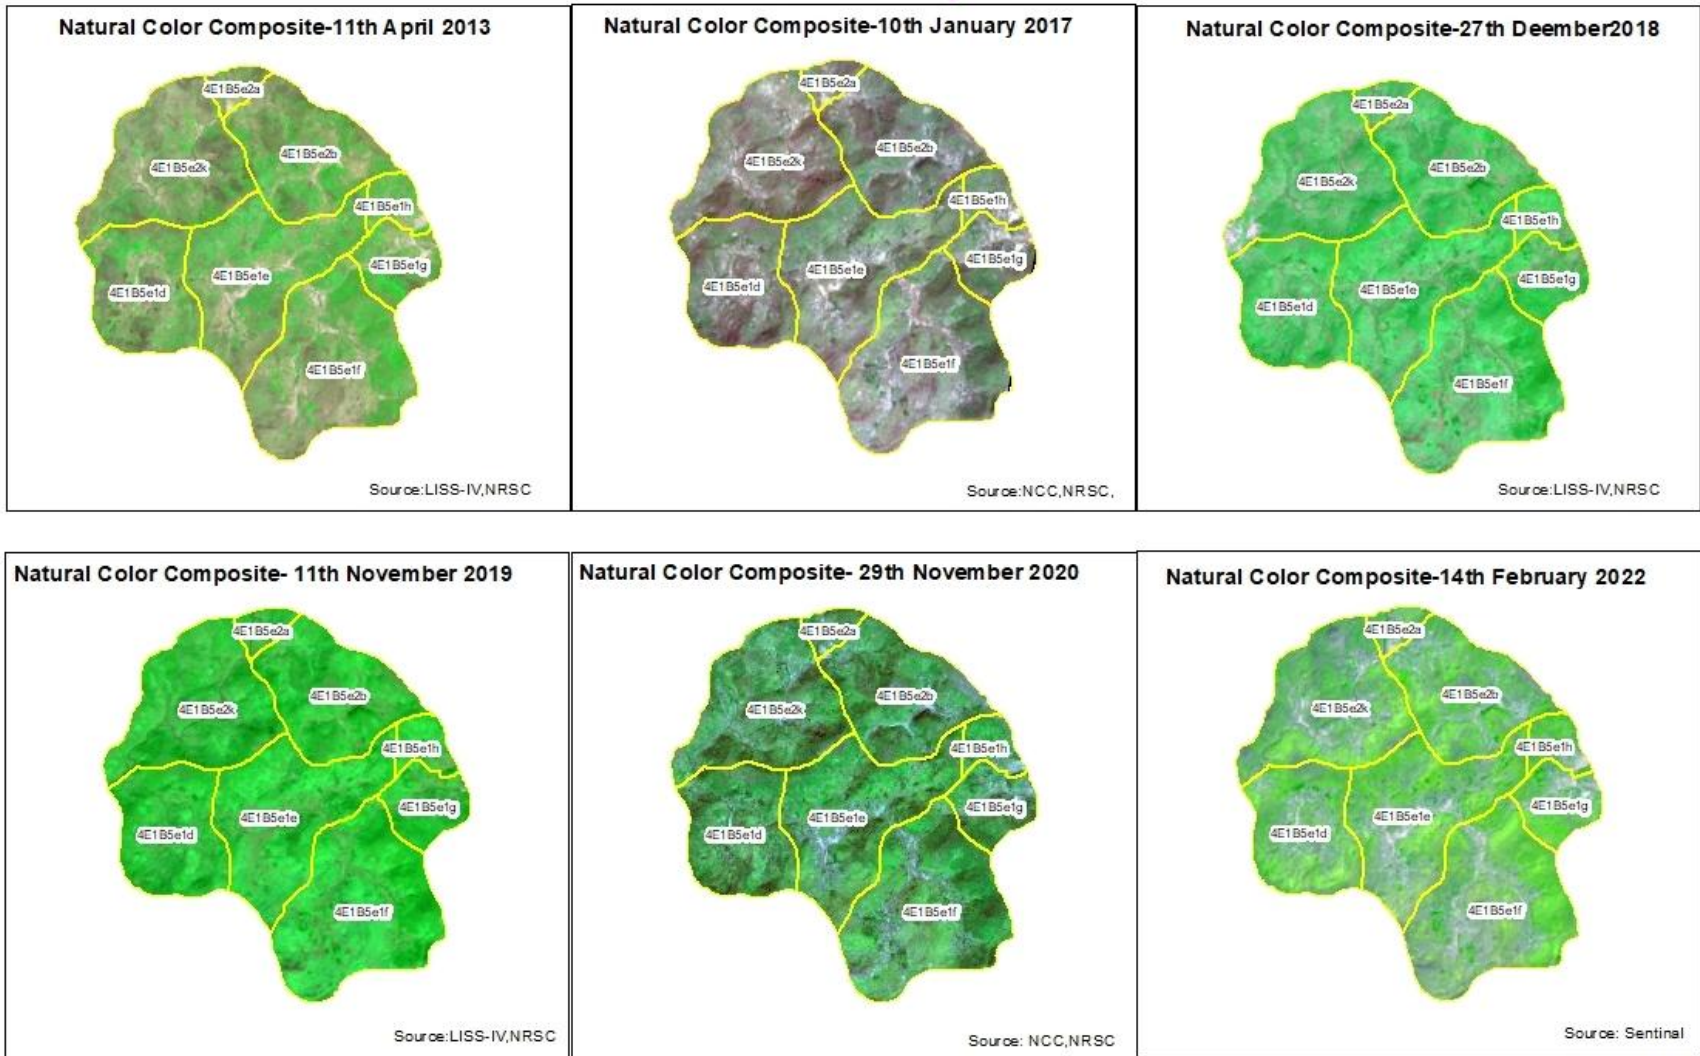 Natural Color Composite-11th April 2013
4E1B5e2a
4E1B5e2b
4E1B5e2k
4E1B5e1h
4E1B5e1g
4E1B5e1e
4E1B5e1d
4E1B5e1f
Source:LISS-IV,NRSC
Natural Color Composite-10th January 2017
4E1B5e2a
4E1B5e2b
4E1B5e2k
4E1B5e1h
4E1B5e1g
4E1B5e1e
4E1B5e1d
4E1B5e1f
Source:NCC,NRSC,
Natural Color Composite-27th Deember2018
4E1B5e2a
4E1B5e2b
4E1B5e2k
4E1B5e1h
4E1B5e1g
4E1B5e1e
4E1B5e1d
4E1B5e1f
Source:LISS-IV,NRSC
Natural Color Composite- 11th November 2019
4E1B5e2a
4E1B5e2b
4E1B5e2k
4E1B5e1h
4E1B5e1g
4E1B5e1e
4E1B5e1d
4E1B5e1f
Source:LISS-IV,NRSC
Natural Color Composite- 29th November 2020
4E1B5e2a
4E1B5e2b
4E1B5e2k
4E1B5e1h
4E1B5e1g
4E1B5e1e
4E1B5e1d
4E1B5e1f
Source: NCC,NRSC
Natural Color Composite-14th February 2022
4E1B5e2a
4E1B5e2b
4E1B5e2k
4E1B5e1h
4E1B5e1g
4E1B5e1e
4E1B5e1d
4E1B5e1f
Source: Sentinal